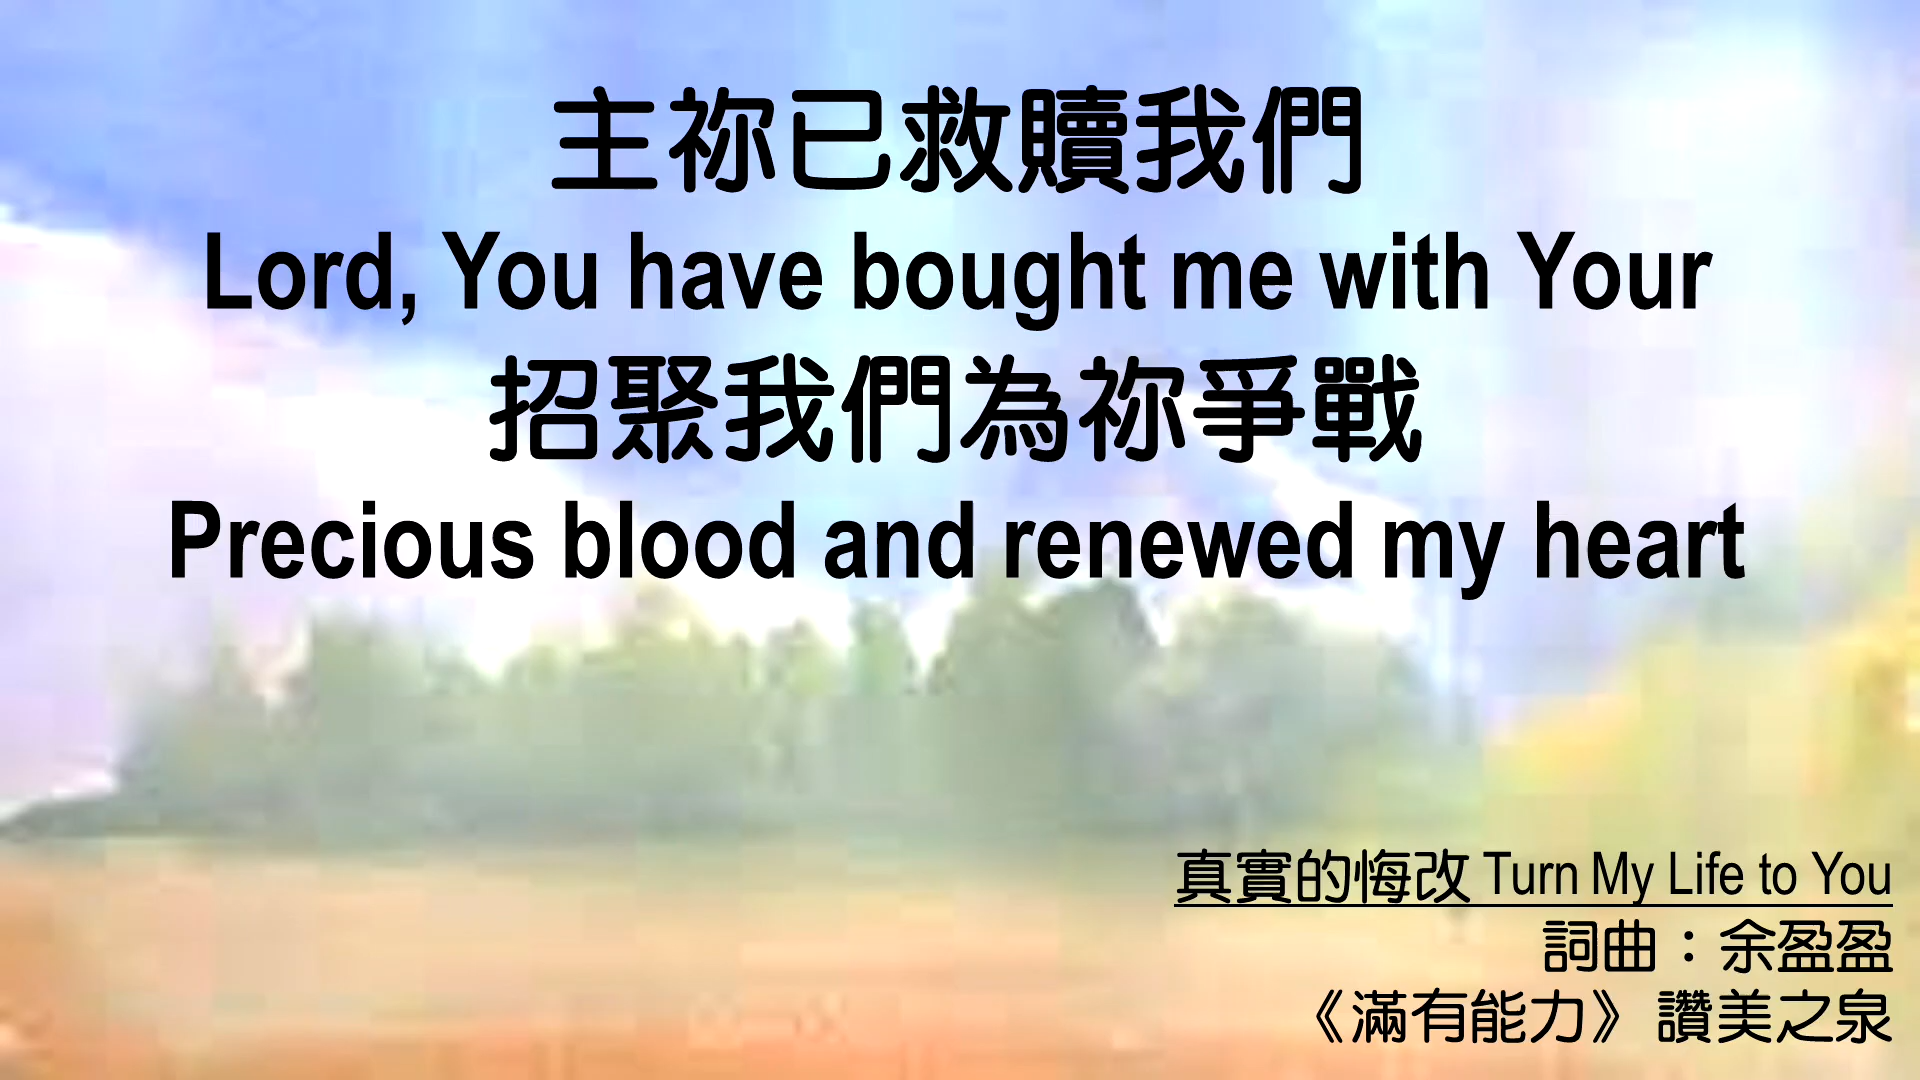 主祢已救贖我們
Lord, You have bought me with Your
招聚我們為祢爭戰
Precious blood and renewed my heart
真實的悔改 Turn My Life to You
詞曲：余盈盈
《滿有能力》 讚美之泉